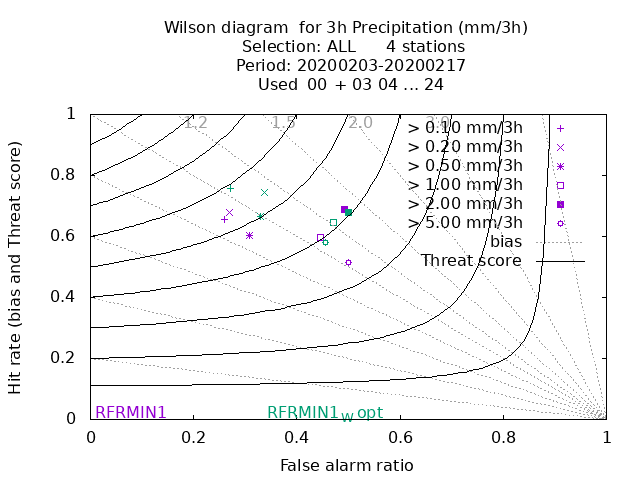 Wilson diagram for 3h Precipitation (mm/3h)
Selection: ALL 4 stations
Period: 20200203-20200217
Used 00 + 03 04 ... 24
1.2 1.5 2.0 3.0
> 0.10 mm/3h
> 0.20 mm/3h
> 0.50 mm/3h
> 1.00 mm/3h
> 2.00 mm/3h
> 5.00 mm/3h
bias
Threat score
1
0.8
0.6
0.4
0.2
0
Hit rate (bias and Threat score)
RFRMIN1 RFRMIN1w opt
0 0.2 0.4 0.6 0.8 1
False alarm ratio